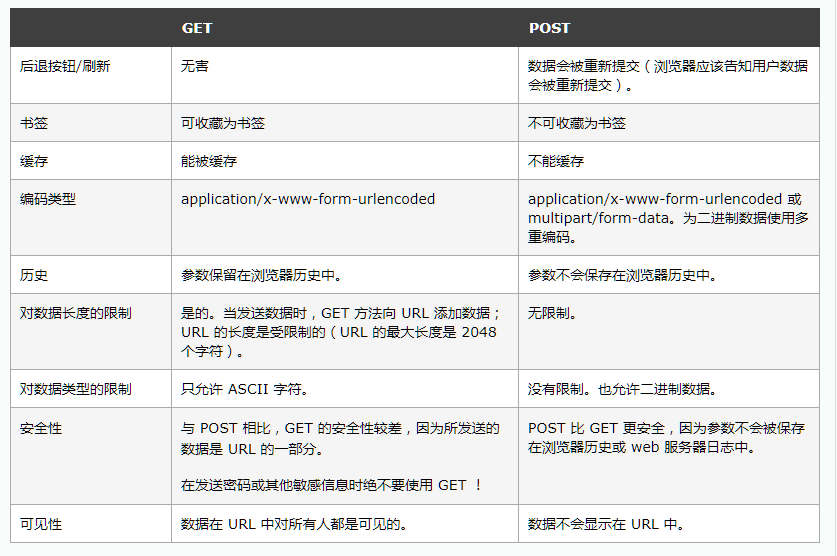 GET POST
后退按钮/刷新 无害 数据会被重新提交（浏览器应该告知用户数据
会被重新提交）。
书签 可收藏为书签 不可收藏为书签
缓存 能被缓存 不能缓存
编码类型 application/x-www-form-urlencoded application/x-www-form-urlencoded 或
multipart/form-data。为二进制数据使用多
重编码。
历史 参数保留在浏览器历史中。 参数不会保存在浏览器历史中。
对数据长度的限制 是的。当发送数据时，GET 方法向 URL 添加数据； 无限制。
URL 的长度是受限制的（URL 的最大长度是 2048
个字符）。
对数据类型的限制 只允许 ASCII 字符。 没有限制。也允许二进制数据。
安全性 与 POST 相比，GET 的安全性较差，因为所发送的 POST 比 GET 更安全，因为参数不会被保存
数据是 URL 的一部分。 在浏览器历史或 web 服务器日志中。
在发送密码或其他敏感信息时绝不要使用 GET ！
可见性 数据在 URL 中对所有人都是可见的。 数据不会显示在 URL 中。